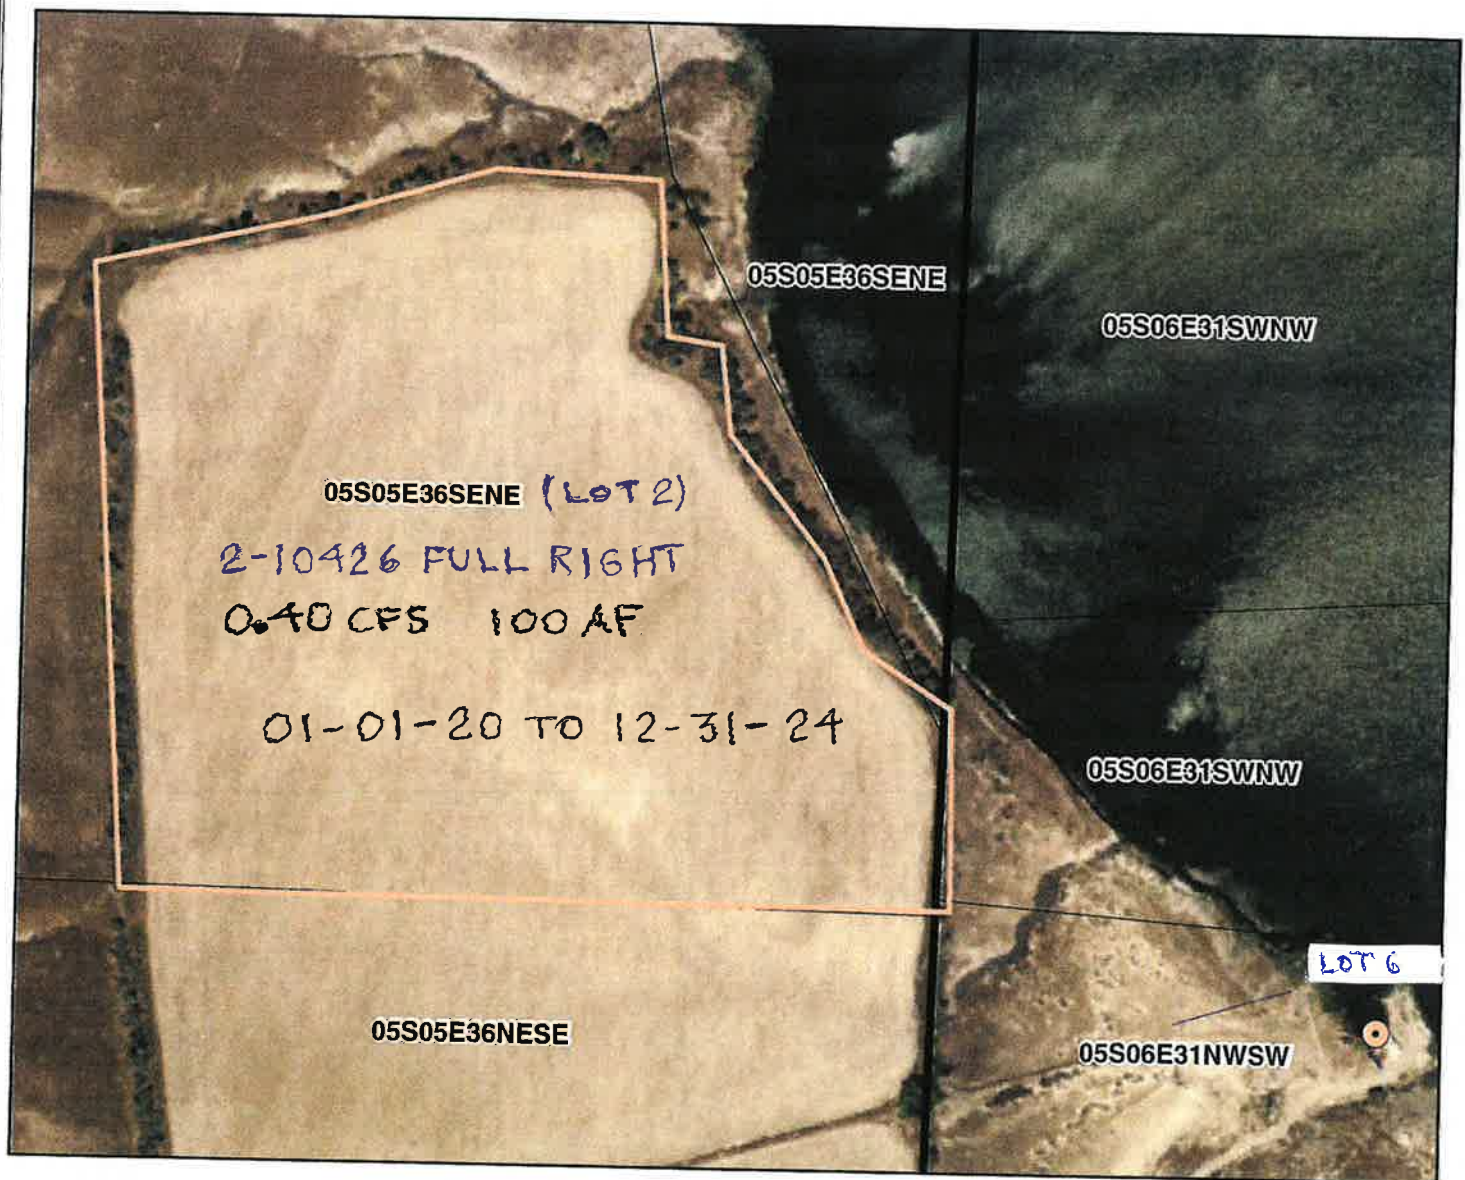 05S05E36SENE
05S06E31SWNW
05S05E36SENE (LOT 2)
2-10426 FULL RIGHT
0.40 CFS 100 AF
01-01-20 TO 12-31-24
05S06E31SWNW
LOT 6
05S05E36NESE
05S06E31NWSW